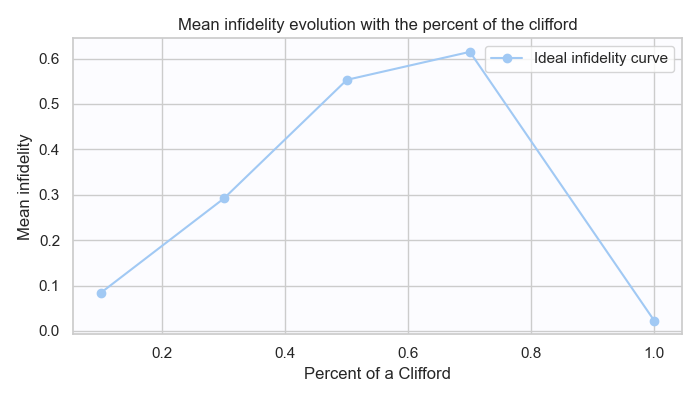 Mean infidelity evolution with the percent of the clifford
Ideal infidelity curve
Mean infidelity
0.6
0.5
0.4
0.3
0.2
0.1
0.0
0.2 0.4 0.6 0.8 1.0
Percent of a Clifford